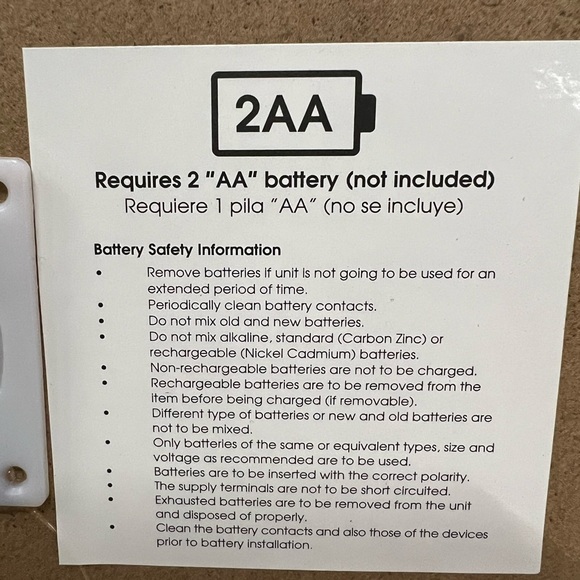 2AA
Requires 2 "AA" battery (not included)
Requiere 1 pila "AA" (no se incluye)
Battery Safety Information
• Remove batteries if unit is not going to be used for an
extended period of time.
• Periodically clean battery contacts.
• Do not mix old and new batteries.
• Do not mix alkaline, standard (Carbon Zinc) or
rechargeable (Nickel Cadmium) batteries.
• Non-rechargeable batteries are not to be charged.
• Rechargeable batteries are to be removed from the
item before being charged (if removable).
• Different type of batteries or new and old batteries are
not to be mixed.
• Only batteries of the same or equivalent types, size and
voltage as recommended are to be used.
• Batteries are to be inserted with the correct polarity.
• The supply terminals are not to be short circuited.
• Exhausted batteries are to be removed from the unit
and disposed of properly.
• Clean the battery contacts and also those of the devices
prior to battery installation.